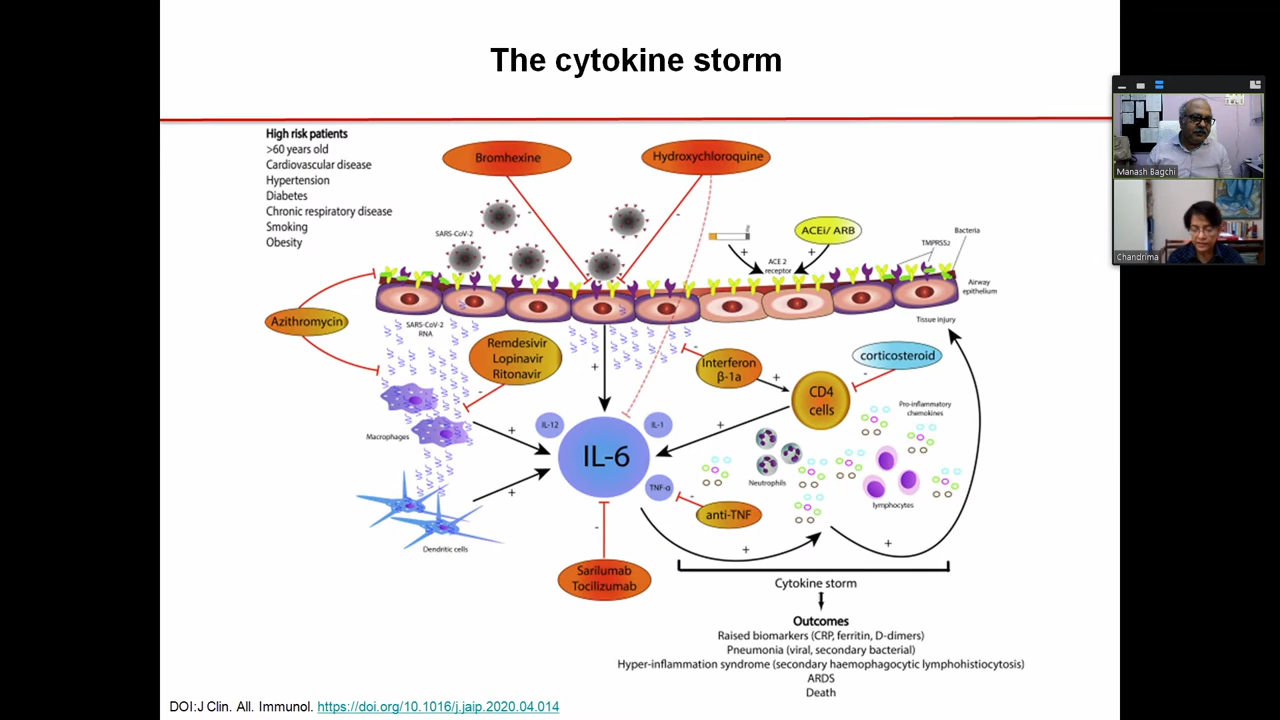 The cytokine storm
High risk patients
>60 years old
Cardiovascular disease
Hypertension
Diabetes
Chronic respiratory disease
Smoking
Obesity
Bromhexine
Hydroxychloroquine
SARS-CoV-2
ACEi/ ARB
ACE 2
receptor
TMPRSS2
Bacteria
Airway
epithelium
Tissue injury
Azithromycin
SARS-CoV-2
RNA
Remdesivir
Lopinavir
Ritonavir
Interferon
β-1a
corticosteroid
CD4
cells
Pro-inflammatory
chemokines
Macrophages
IL-12
IL-1
IL-6
TNF-α
Neutrophils
lymphocytes
anti-TNF
Dendritic cells
Sarilumab
Tocilizumab
Cytokine storm
Outcomes
Raised biomarkers (CRP, ferritin, D-dimers)
Pneumonia (viral, secondary bacterial)
Hyper-inflammation syndrome (secondary haemophagocytic lymphohistiocytosis)
ARDS
Death
DOI:J Clin. All. Immunol. https://doi.org/10.1016/j.jaip.2020.04.014
Manash Bagchi
Chandrima